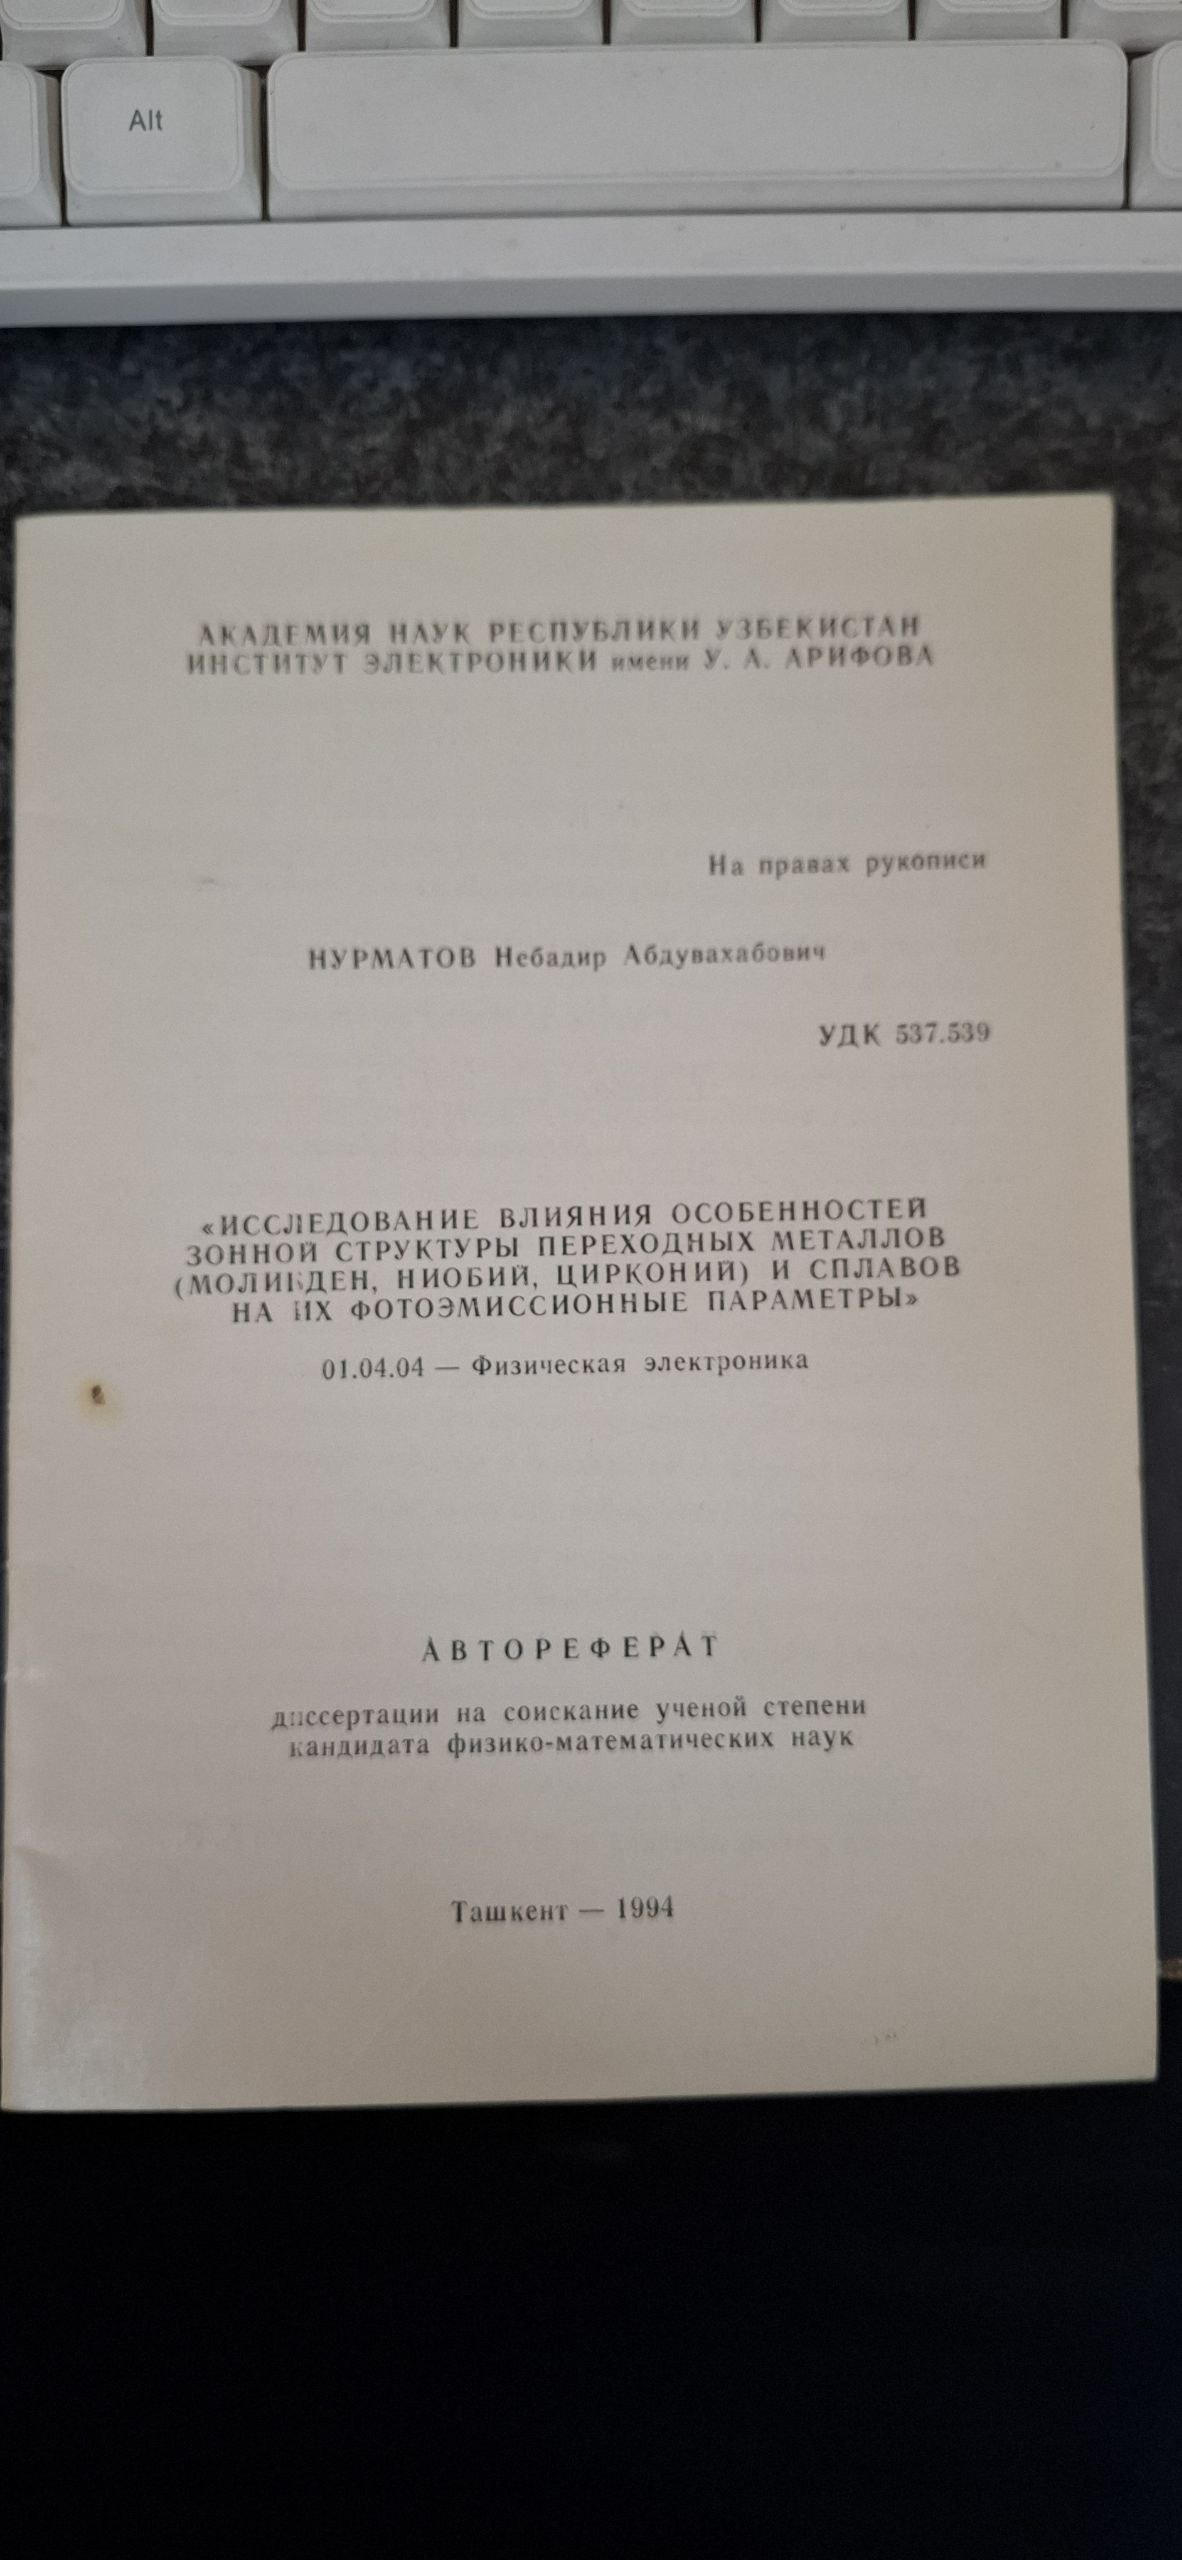 Alt
АКАДЕМИЯ НАУК РЕСПУБЛИКИ УЗБЕКИСТАН
ИНСТИТУТ ЭЛЕКТРОНИКИ имени У. А. АРИФОВА
На правах рукописи
НУРМАТОВ Небадир Абдувахабович
УДК 537.539
«ИССЛЕДОВАНИЕ ВЛИЯНИЯ ОСОБЕННОСТЕЙ
ЗОННОЙ СТРУКТУРЫ ПЕРЕХОДНЫХ МЕТАЛЛОВ
(МОЛИБДЕН, НИОБИЙ, ЦИРКОНИЙ) И СПЛАВОВ
НА ИХ ФОТОЭМИССИОННЫЕ ПАРАМЕТРЫ»
01.04.04 — Физическая электроника
АВТОРЕФЕРАТ
диссертации на соискание ученой степени
кандидата физико-математических наук
Ташкент — 1994